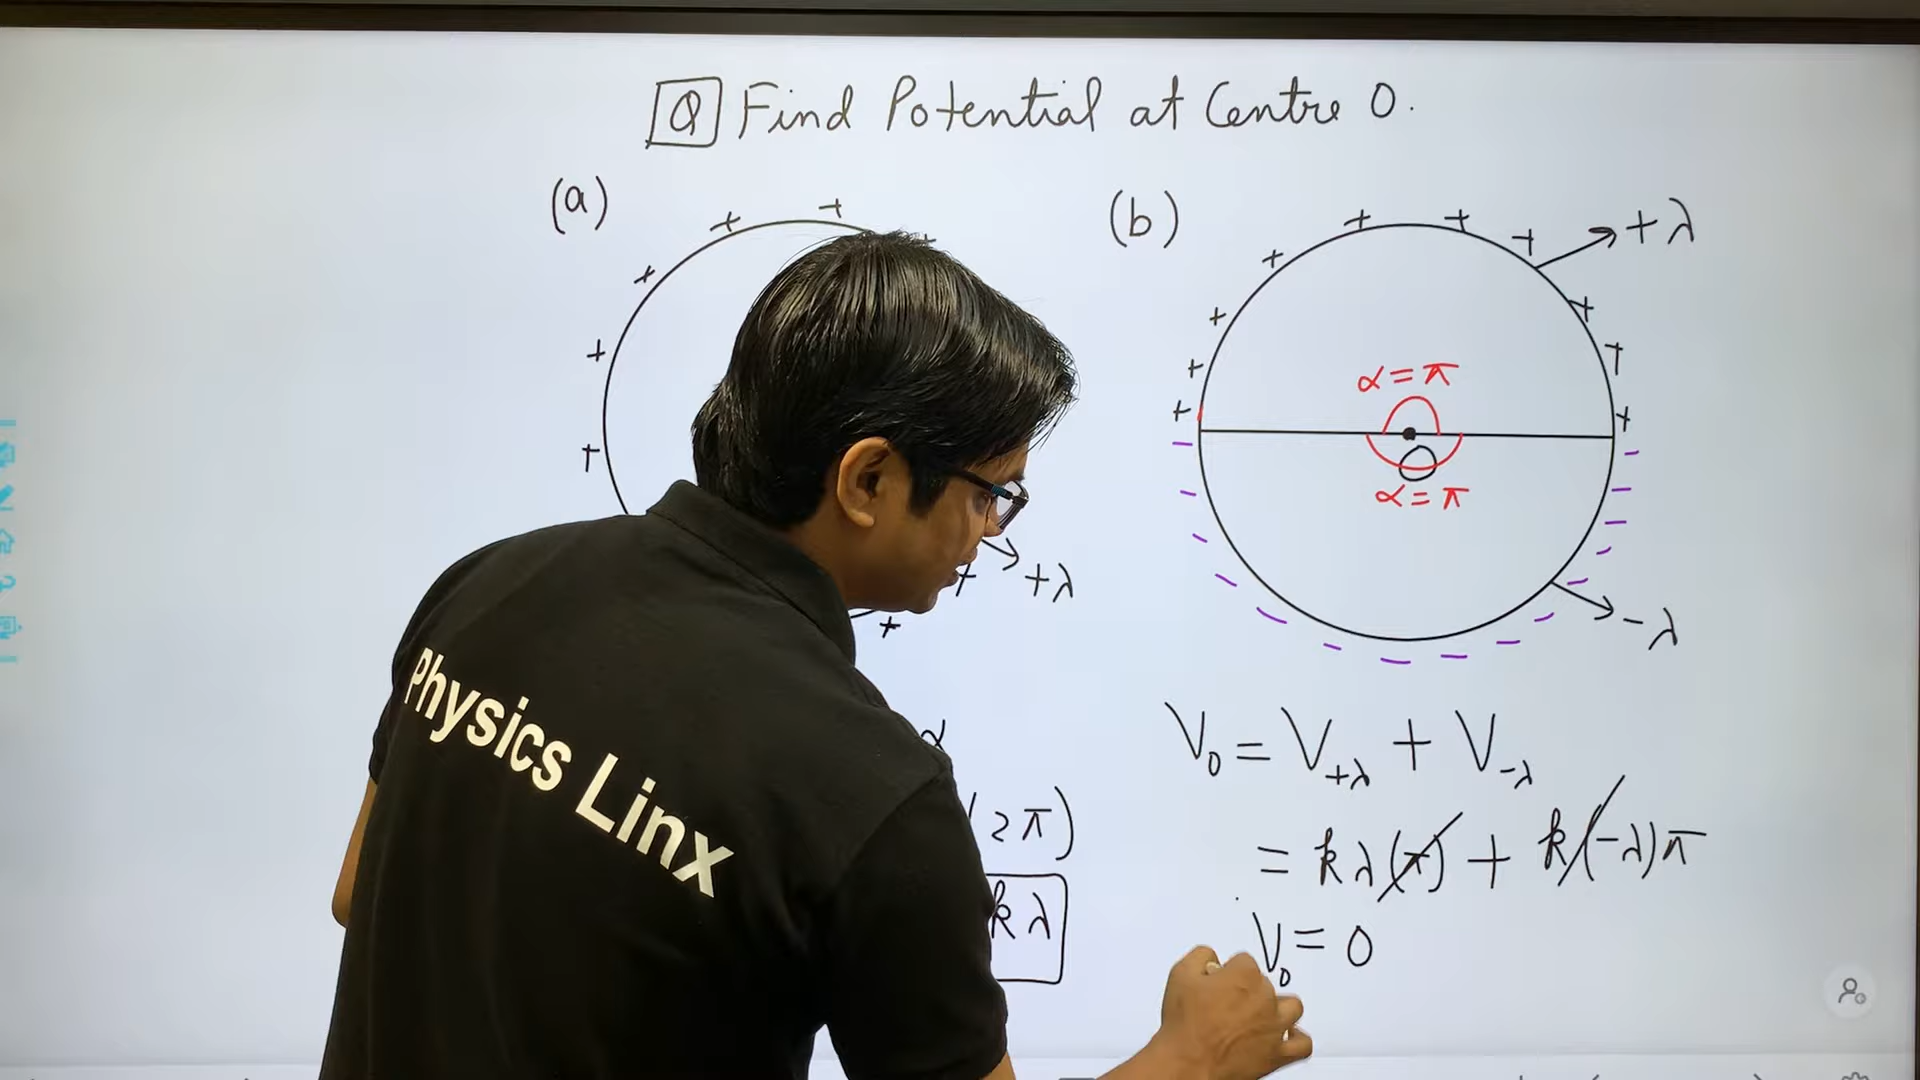 Q Find Potential at Centre O.
(a)
+λ
(2π)
kλ
(b)
+λ
α = π
O
α = π
-λ
V₀ = V₊λ + V₋λ
= kλ(π) + k(-λ)π
V₀ = 0
Physics Linx